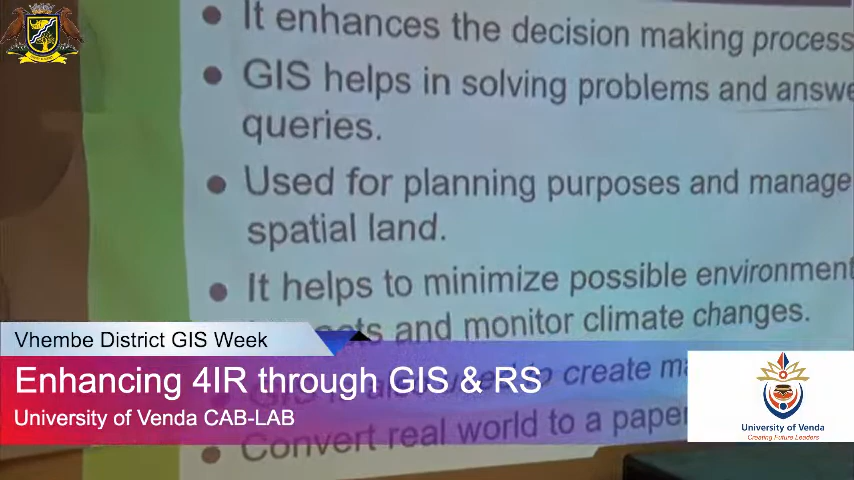 It enhances the decision making process
GIS helps in solving problems and answe
queries.
Used for planning purposes and manage
spatial land.
It helps to minimize possible environment
and monitor climate changes.
create
Convert real world to a paper
Vhembe District GIS Week
Enhancing 4IR through GIS & RS
University of Venda CAB-LAB
University of Venda
Creating Future Leaders